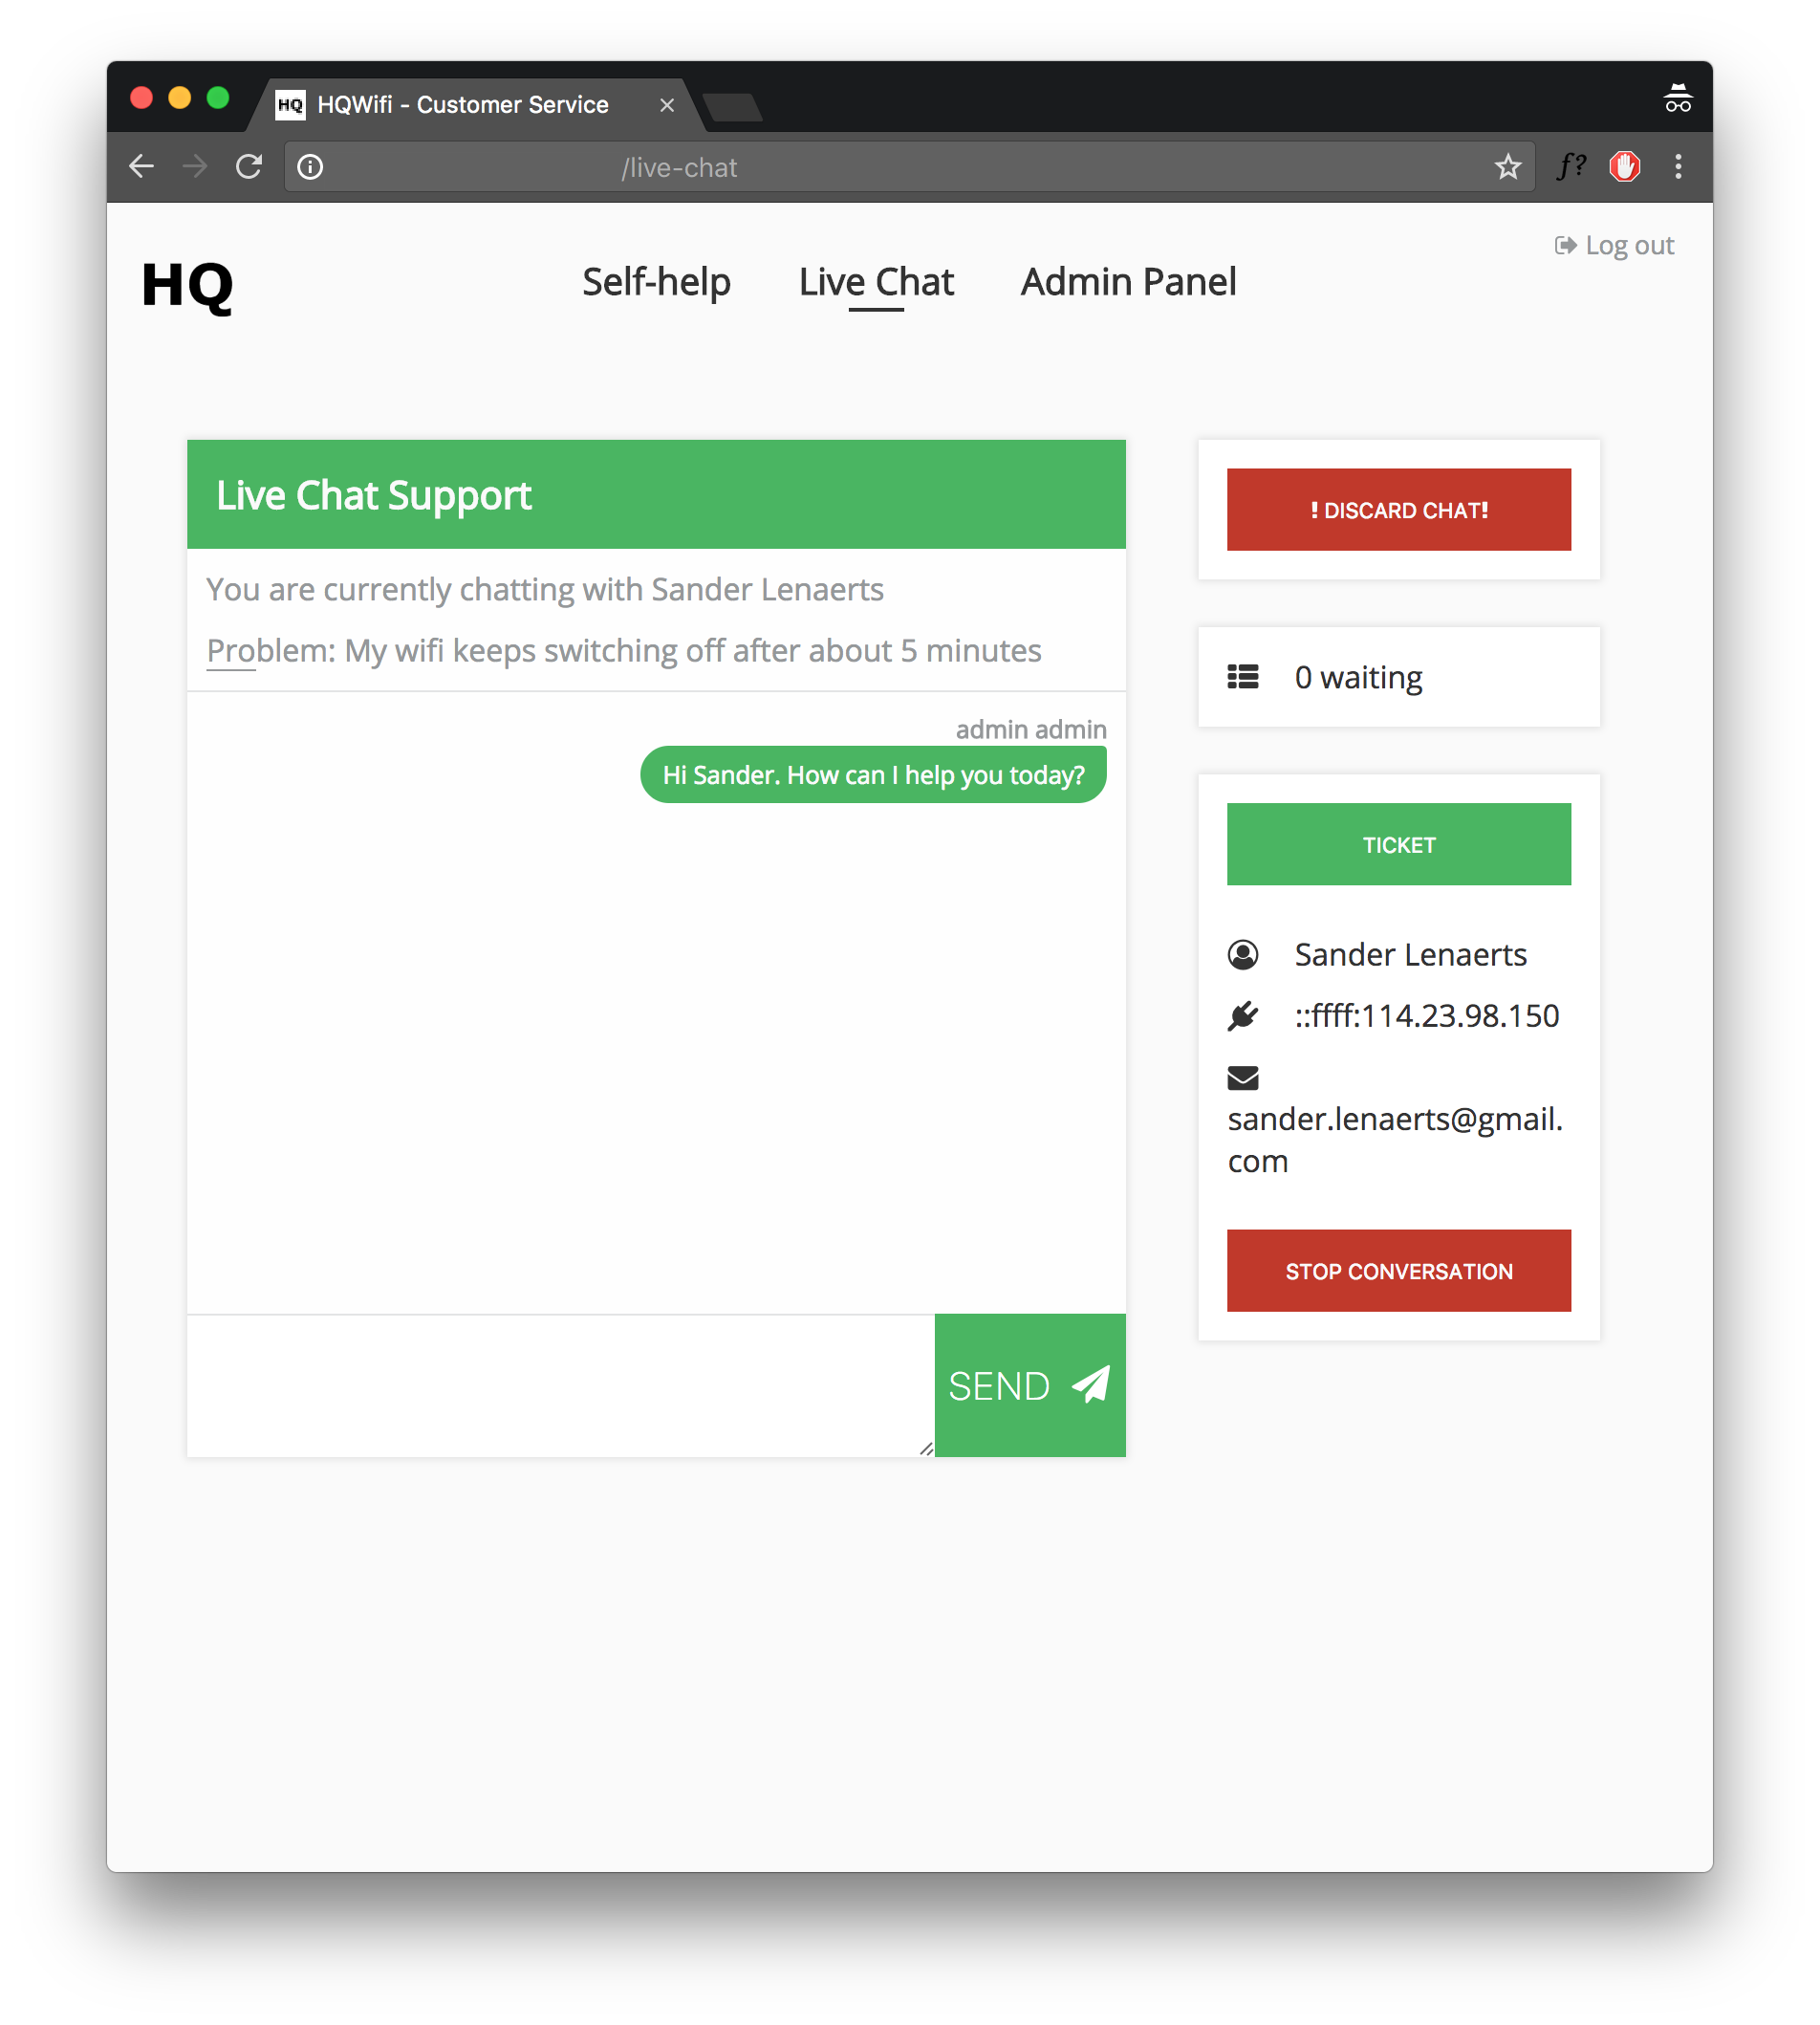 HQ HQWifi - Customer Service
/live-chat
f?
Log out
HQ
Self-help Live Chat Admin Panel
Live Chat Support
You are currently chatting with Sander Lenaerts
Problem: My wifi keeps switching off after about 5 minutes
admin admin
Hi Sander. How can I help you today?
SEND
! DISCARD CHAT!
0 waiting
TICKET
Sander Lenaerts
::ffff:114.23.98.150
sander.lenaerts@gmail.
com
STOP CONVERSATION